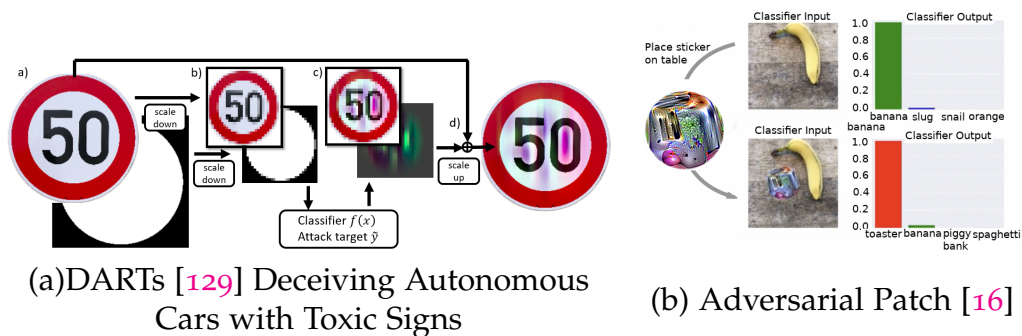 a)
50
scale
down
scale
down
b)
50
c)
50
d)
scale
up
50
Classifier f(x)
Attack target ỹ
(a)DARTs [129] Deceiving Autonomous
Cars with Toxic Signs
Place sticker
on table
Classifier Input
Classifier Output
1.0
0.8
0.6
0.4
0.2
0.0
banana slug snail orange
banana
Classifier Input
Classifier Output
1.0
0.8
0.6
0.4
0.2
0.0
toaster banana piggy spaghetti
bank
(b) Adversarial Patch [16]